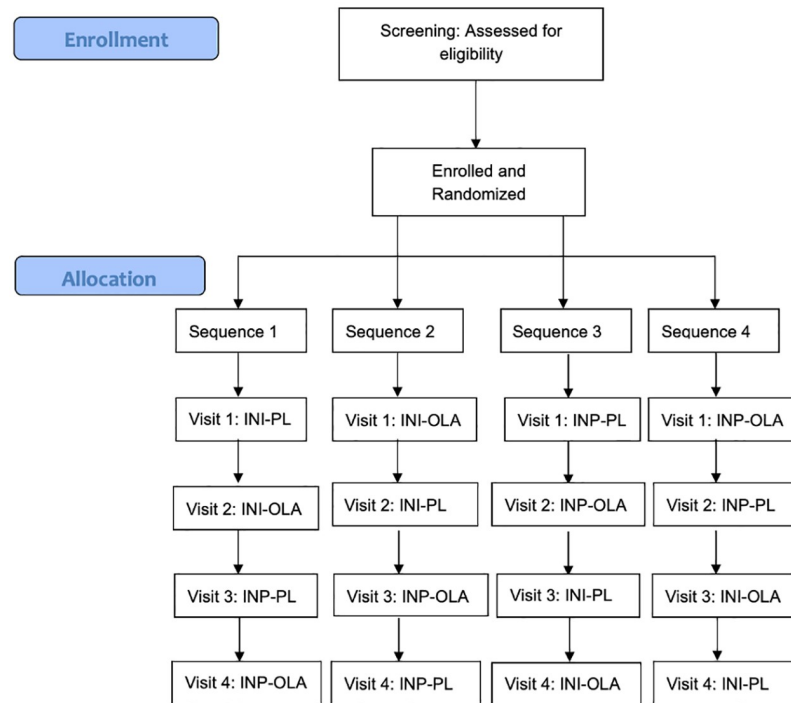 Enrollment
Screening: Assessed for
eligibility
Enrolled and
Randomized
Allocation
Sequence 1
Sequence 2
Sequence 3
Sequence 4
Visit 1: INI-PL
Visit 1: INI-OLA
Visit 1: INP-PL
Visit 1: INP-OLA
Visit 2: INI-OLA
Visit 2: INI-PL
Visit 2: INP-OLA
Visit 2: INP-PL
Visit 3: INP-PL
Visit 3: INP-OLA
Visit 3: INI-PL
Visit 3: INI-OLA
Visit 4: INP-OLA
Visit 4: INP-PL
Visit 4: INI-OLA
Visit 4: INI-PL